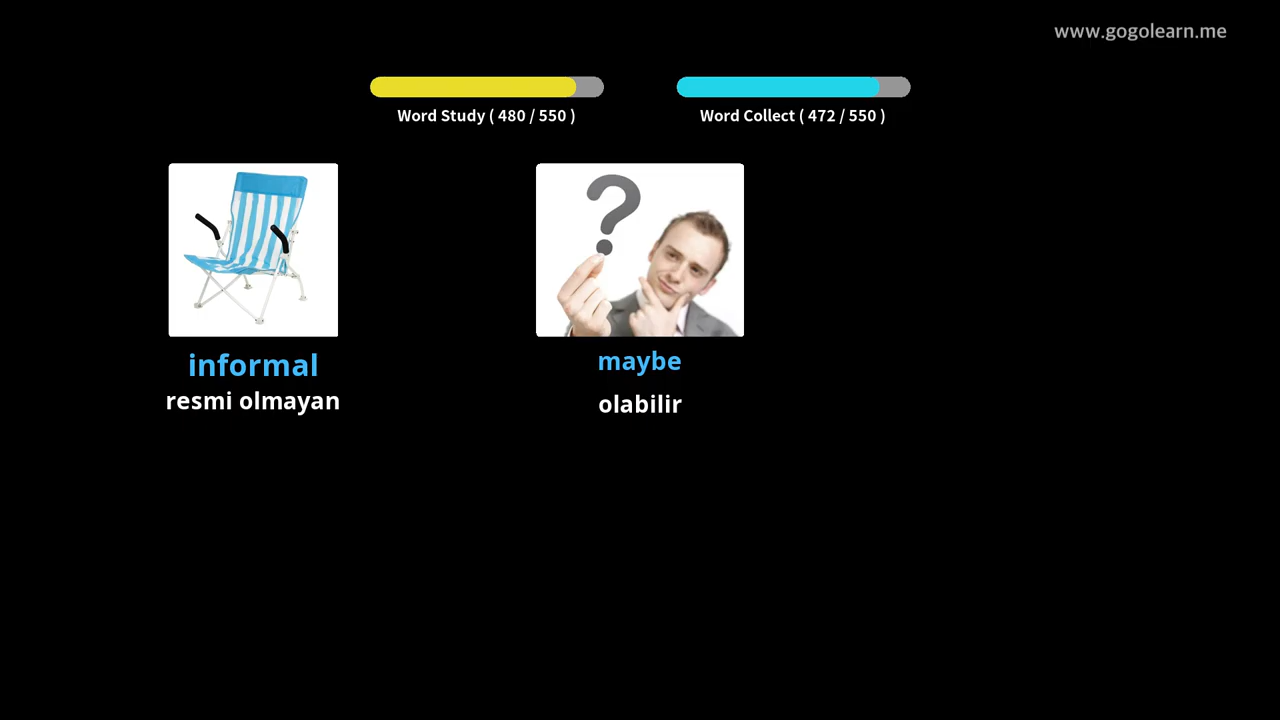 www.gogolearn.me
Word Study ( 480 / 550 )
Word Collect ( 472 / 550 )
informal
resmi olmayan
maybe
olabilir